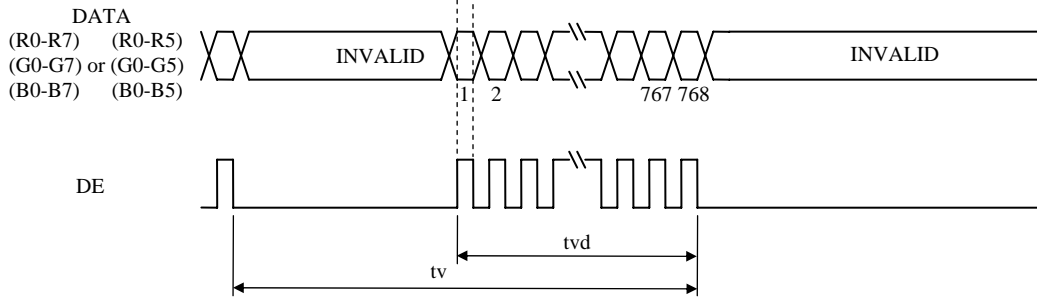 DATA
(R0-R7) (R0-R5)
(G0-G7) or (G0-G5)
(B0-B7) (B0-B5)
INVALID
INVALID
1 2 767 768
DE
tvd
tv